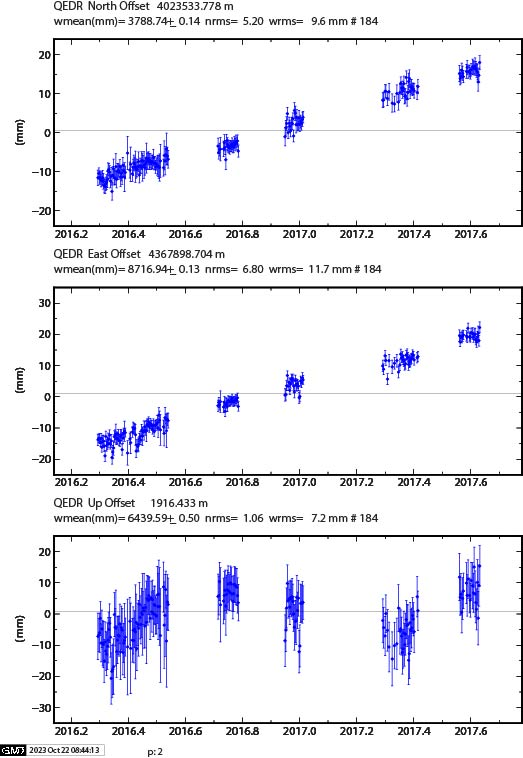 QEDR North Offset 4023533.778 m
wmean(mm)= 3788.74± 0.14 nrms= 5.20 wrms= 9.6 mm # 184
20
10
0
−10
−20
(mm)
2016.2 2016.4 2016.6 2016.8 2017.0 2017.2 2017.4 2017.6
QEDR East Offset 4367898.704 m
wmean(mm)= 8716.94± 0.13 nrms= 6.80 wrms= 11.7 mm # 184
30
20
10
0
−10
−20
(mm)
2016.2 2016.4 2016.6 2016.8 2017.0 2017.2 2017.4 2017.6
QEDR Up Offset 1916.433 m
wmean(mm)= 6439.59± 0.50 nrms= 1.06 wrms= 7.2 mm # 184
20
10
0
−10
−20
−30
(mm)
2016.2 2016.4 2016.6 2016.8 2017.0 2017.2 2017.4 2017.6
GMD 2023 Oct 22 08:44:13 p: 2